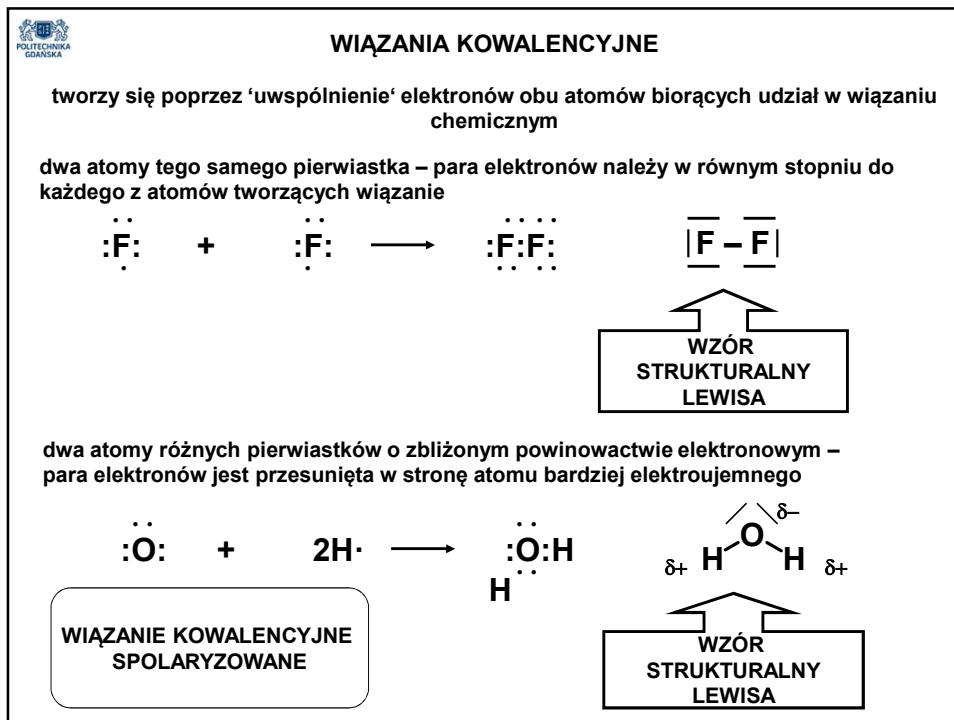 POLITECHNIKA
GDAŃSKA
WIĄZANIA KOWALENCYJNE
tworzy się poprzez ‘uwspólnienie‘ elektronów obu atomów biorących udział w wiązaniu
chemicznym
dwa atomy tego samego pierwiastka – para elektronów należy w równym stopniu do
każdego z atomów tworzących wiązanie
:F: + :F: :F:F: |F – F|
WZÓR
STRUKTURALNY
LEWISA
dwa atomy różnych pierwiastków o zbliżonym powinowactwie elektronowym –
para elektronów jest przesunięta w stronę atomu bardziej elektroujemnego
δ–
:O: + 2H· :O:H O
H
δ+ H H δ+
WIĄZANIE KOWALENCYJNE
SPOLARYZOWANE
WZÓR
STRUKTURALNY
LEWISA